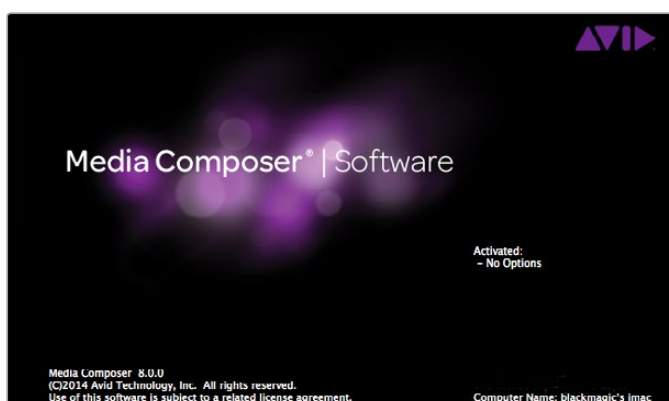 AVID
Media Composer® | Software
Activated:
– No Options
Media Composer 8.0.0
(C)2014 Avid Technology, Inc. All rights reserved.
Use of this software is subject to a related license agreement.
Computer Name: blackmagic's imac